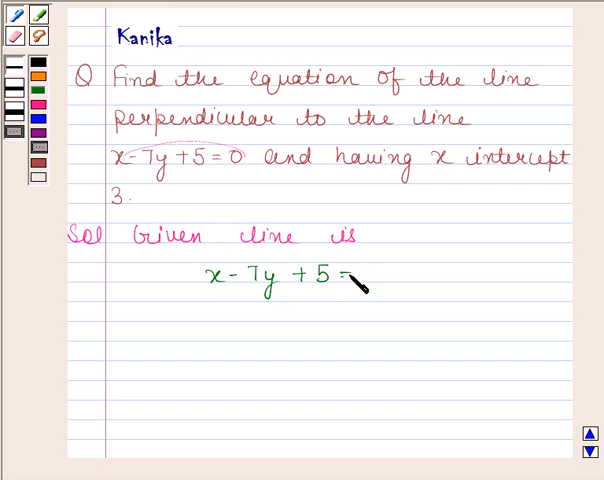 Kanika
Q Find the equation of the line
perpendicular to the line
x - 7y + 5 = 0 and having x intercept
3.
Sol Given line is
x - 7y + 5 =